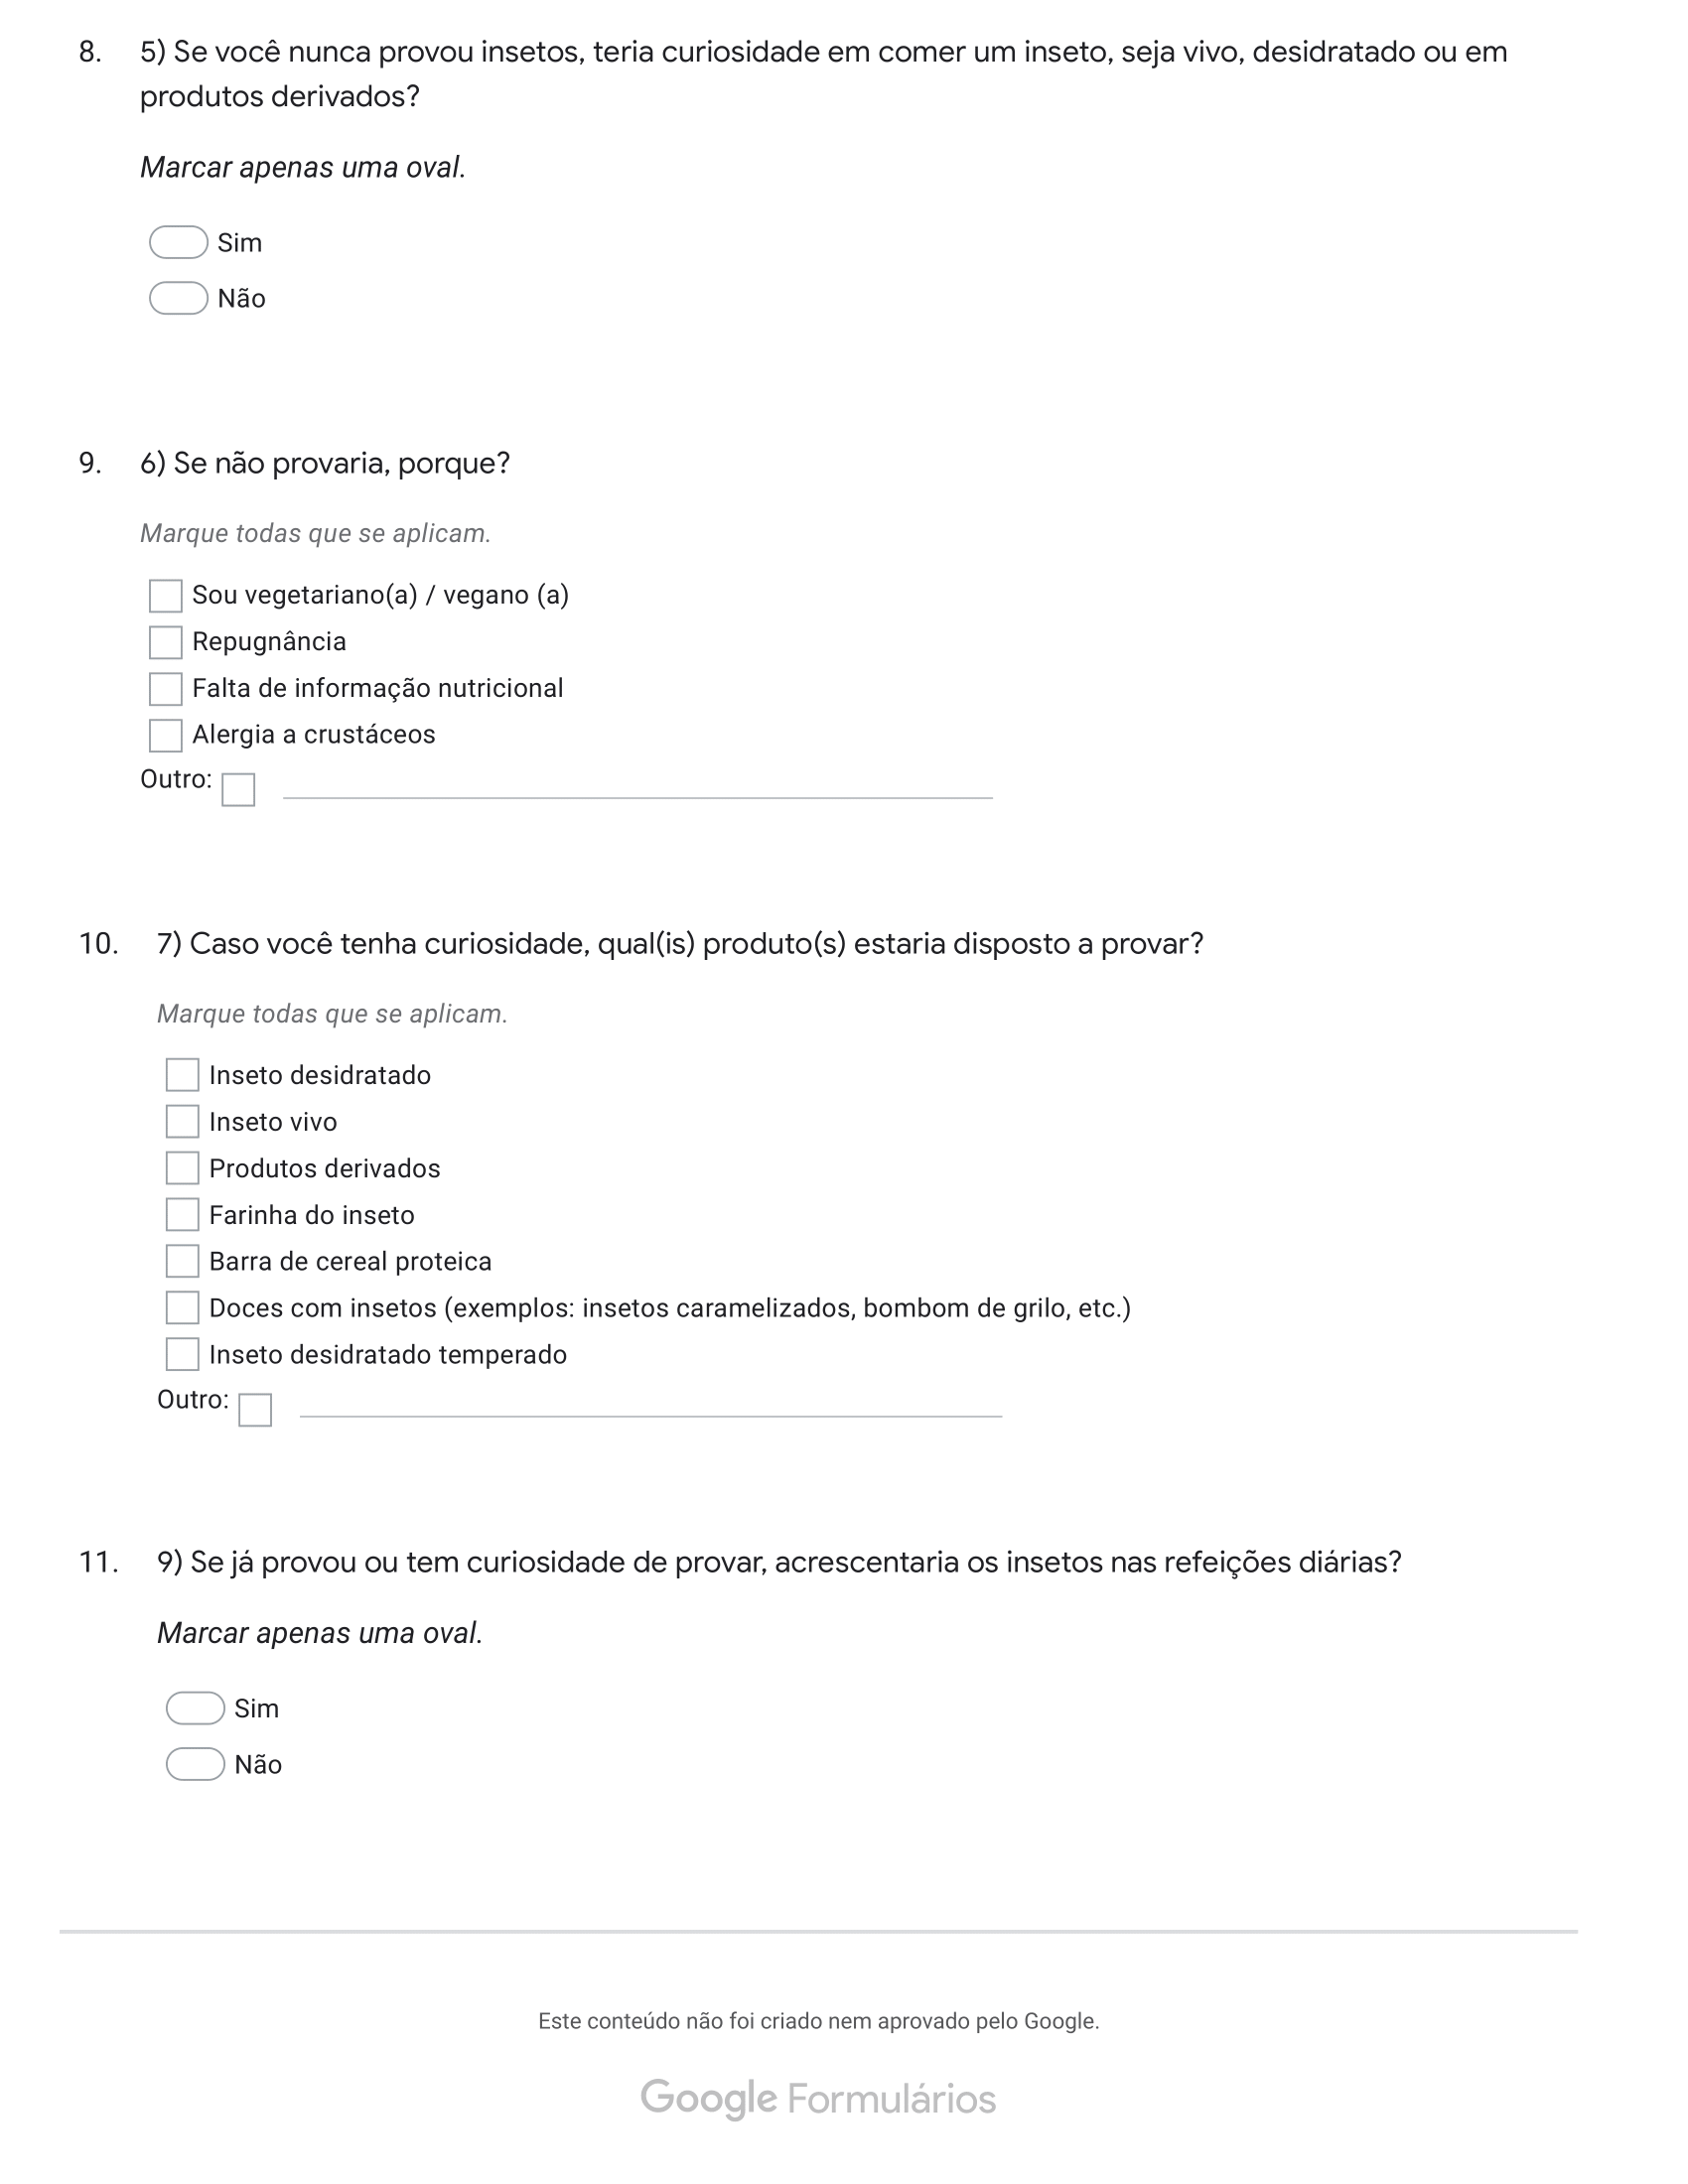 8. 5) Se você nunca provou insetos, teria curiosidade em comer um inseto, seja vivo, desidratado ou em
produtos derivados?
Marcar apenas uma oval.
Sim
Não
9. 6) Se não provaria, porque?
Marque todas que se aplicam.
Sou vegetariano(a) / vegano (a)
Repugnância
Falta de informação nutricional
Alergia a crustáceos
Outro:
10. 7) Caso você tenha curiosidade, qual(is) produto(s) estaria disposto a provar?
Marque todas que se aplicam.
Inseto desidratado
Inseto vivo
Produtos derivados
Farinha do inseto
Barra de cereal proteica
Doces com insetos (exemplos: insetos caramelizados, bombom de grilo, etc.)
Inseto desidratado temperado
Outro:
11. 9) Se já provou ou tem curiosidade de provar, acrescentaria os insetos nas refeições diárias?
Marcar apenas uma oval.
Sim
Não
Este conteúdo não foi criado nem aprovado pelo Google.
Google Formulários